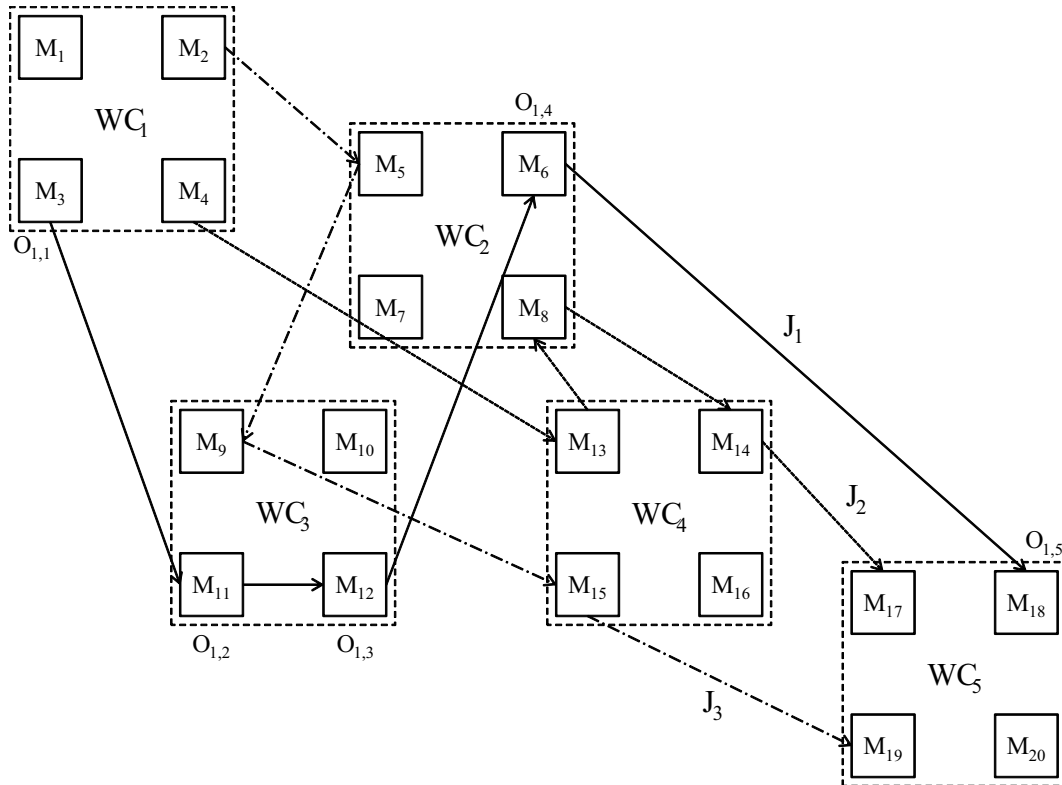 M₁ M₂
WC₁
M₃ M₄
O₁,₁
O₁,₄
M₅ M₆
WC₂
M₇ M₈
J₁
M₉ M₁₀
WC₃
M₁₁ M₁₂
O₁,₂ O₁,₃
M₁₃ M₁₄
WC₄
M₁₅ M₁₆
J₂
J₃
O₁,₅
M₁₇ M₁₈
WC₅
M₁₉ M₂₀